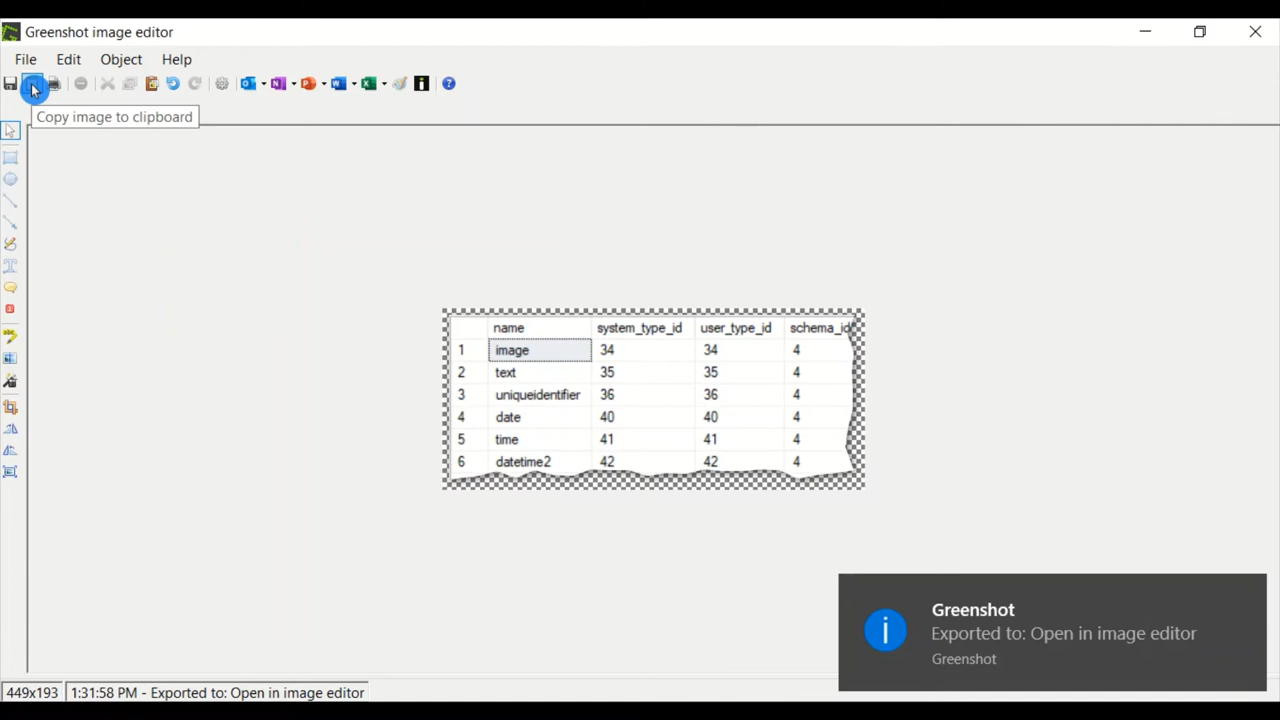 Greenshot image editor
File Edit Object Help
Copy image to clipboard
name system_type_id user_type_id schema_id
1 image 34 34 4
2 text 35 35 4
3 uniqueidentifier 36 36 4
4 date 40 40 4
5 time 41 41 4
6 datetime2 42 42 4
Greenshot
Exported to: Open in image editor
Greenshot
449x193 1:31:58 PM - Exported to: Open in image editor